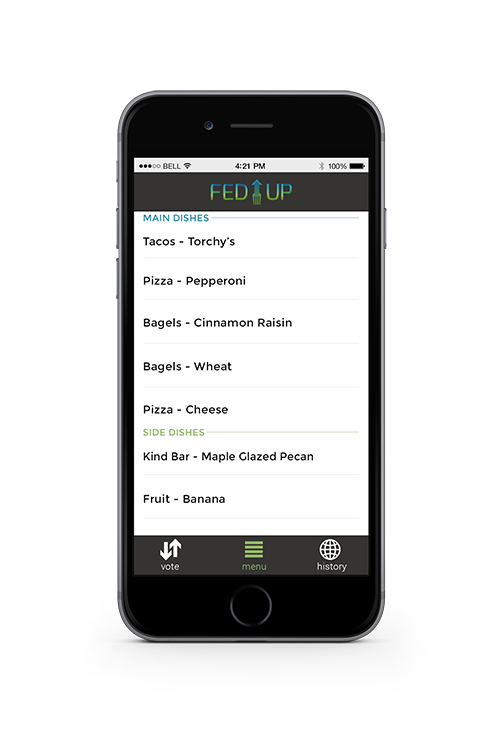 BELL 4:21 PM 100%
FED UP
MAIN DISHES
Tacos - Torchy's
Pizza - Pepperoni
Bagels - Cinnamon Raisin
Bagels - Wheat
Pizza - Cheese
SIDE DISHES
Kind Bar - Maple Glazed Pecan
Fruit - Banana
vote menu history